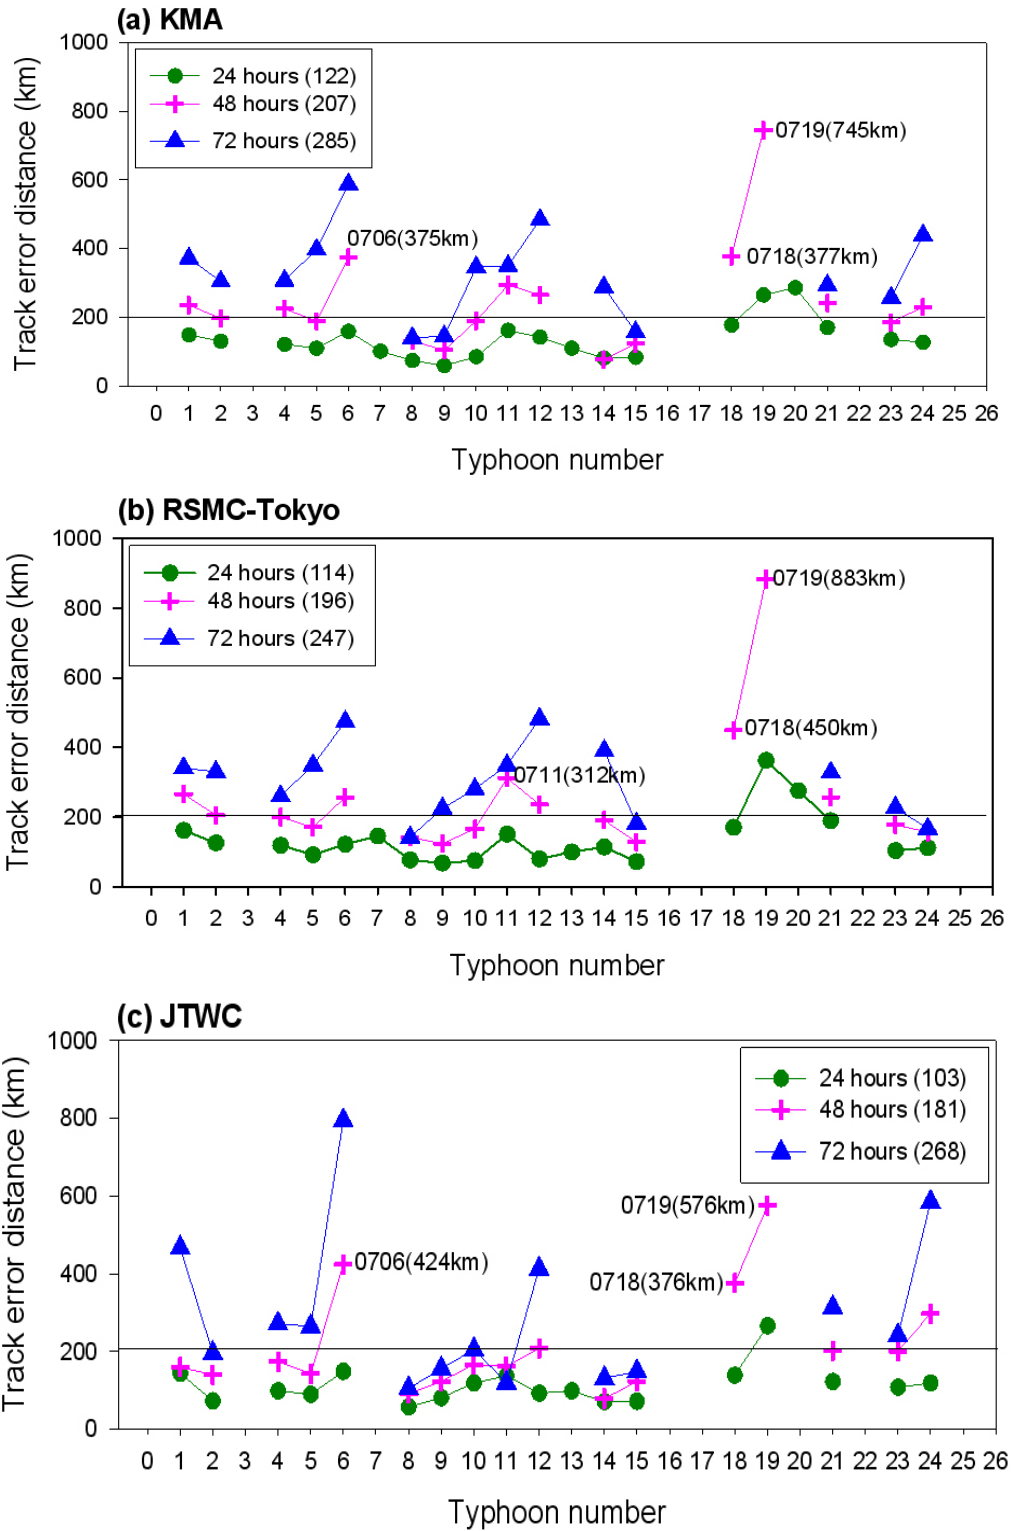 (a) KMA
1000
800
600
400
200
0
Track error distance (km)
24 hours (122)
48 hours (207)
72 hours (285)
0719(745km)
0706(375km)
0718(377km)
0 1 2 3 4 5 6 7 8 9 10 11 12 13 14 15 16 17 18 19 20 21 22 23 24 25 26
Typhoon number
(b) RSMC-Tokyo
1000
800
600
400
200
0
Track error distance (km)
24 hours (114)
48 hours (196)
72 hours (247)
0719(883km)
0718(450km)
0711(312km)
0 1 2 3 4 5 6 7 8 9 10 11 12 13 14 15 16 17 18 19 20 21 22 23 24 25 26
Typhoon number
(c) JTWC
1000
800
600
400
200
0
Track error distance (km)
24 hours (103)
48 hours (181)
72 hours (268)
0719(576km)
0706(424km)
0718(376km)
0 1 2 3 4 5 6 7 8 9 10 11 12 13 14 15 16 17 18 19 20 21 22 23 24 25 26
Typhoon number